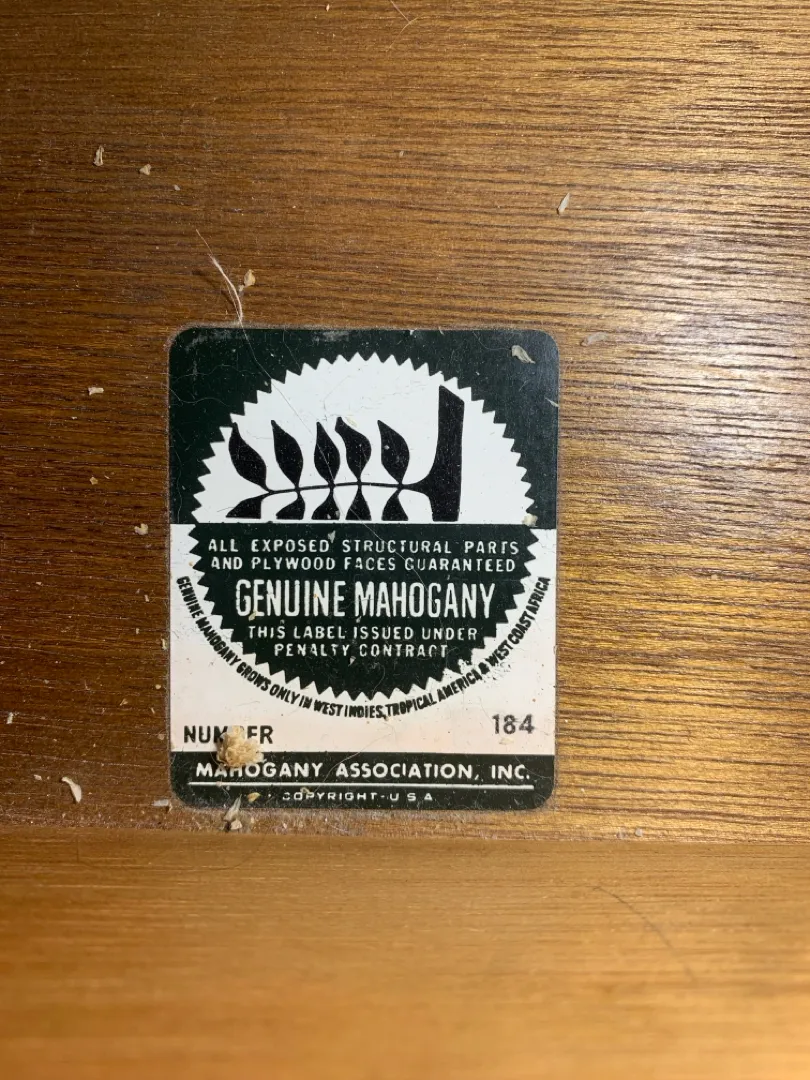 ALL EXPOSED STRUCTURAL PARTS
AND PLYWOOD FACES GUARANTEED
GENUINE MAHOGANY
THIS LABEL ISSUED UNDER
PENALTY CONTRACT
GENUINE MAHOGANY GROWS ONLY IN WEST INDIES, TROPICAL AMERICA & WEST COAST AFRICA
NUMBER 184
MAHOGANY ASSOCIATION, INC.
COPYRIGHT-U S A